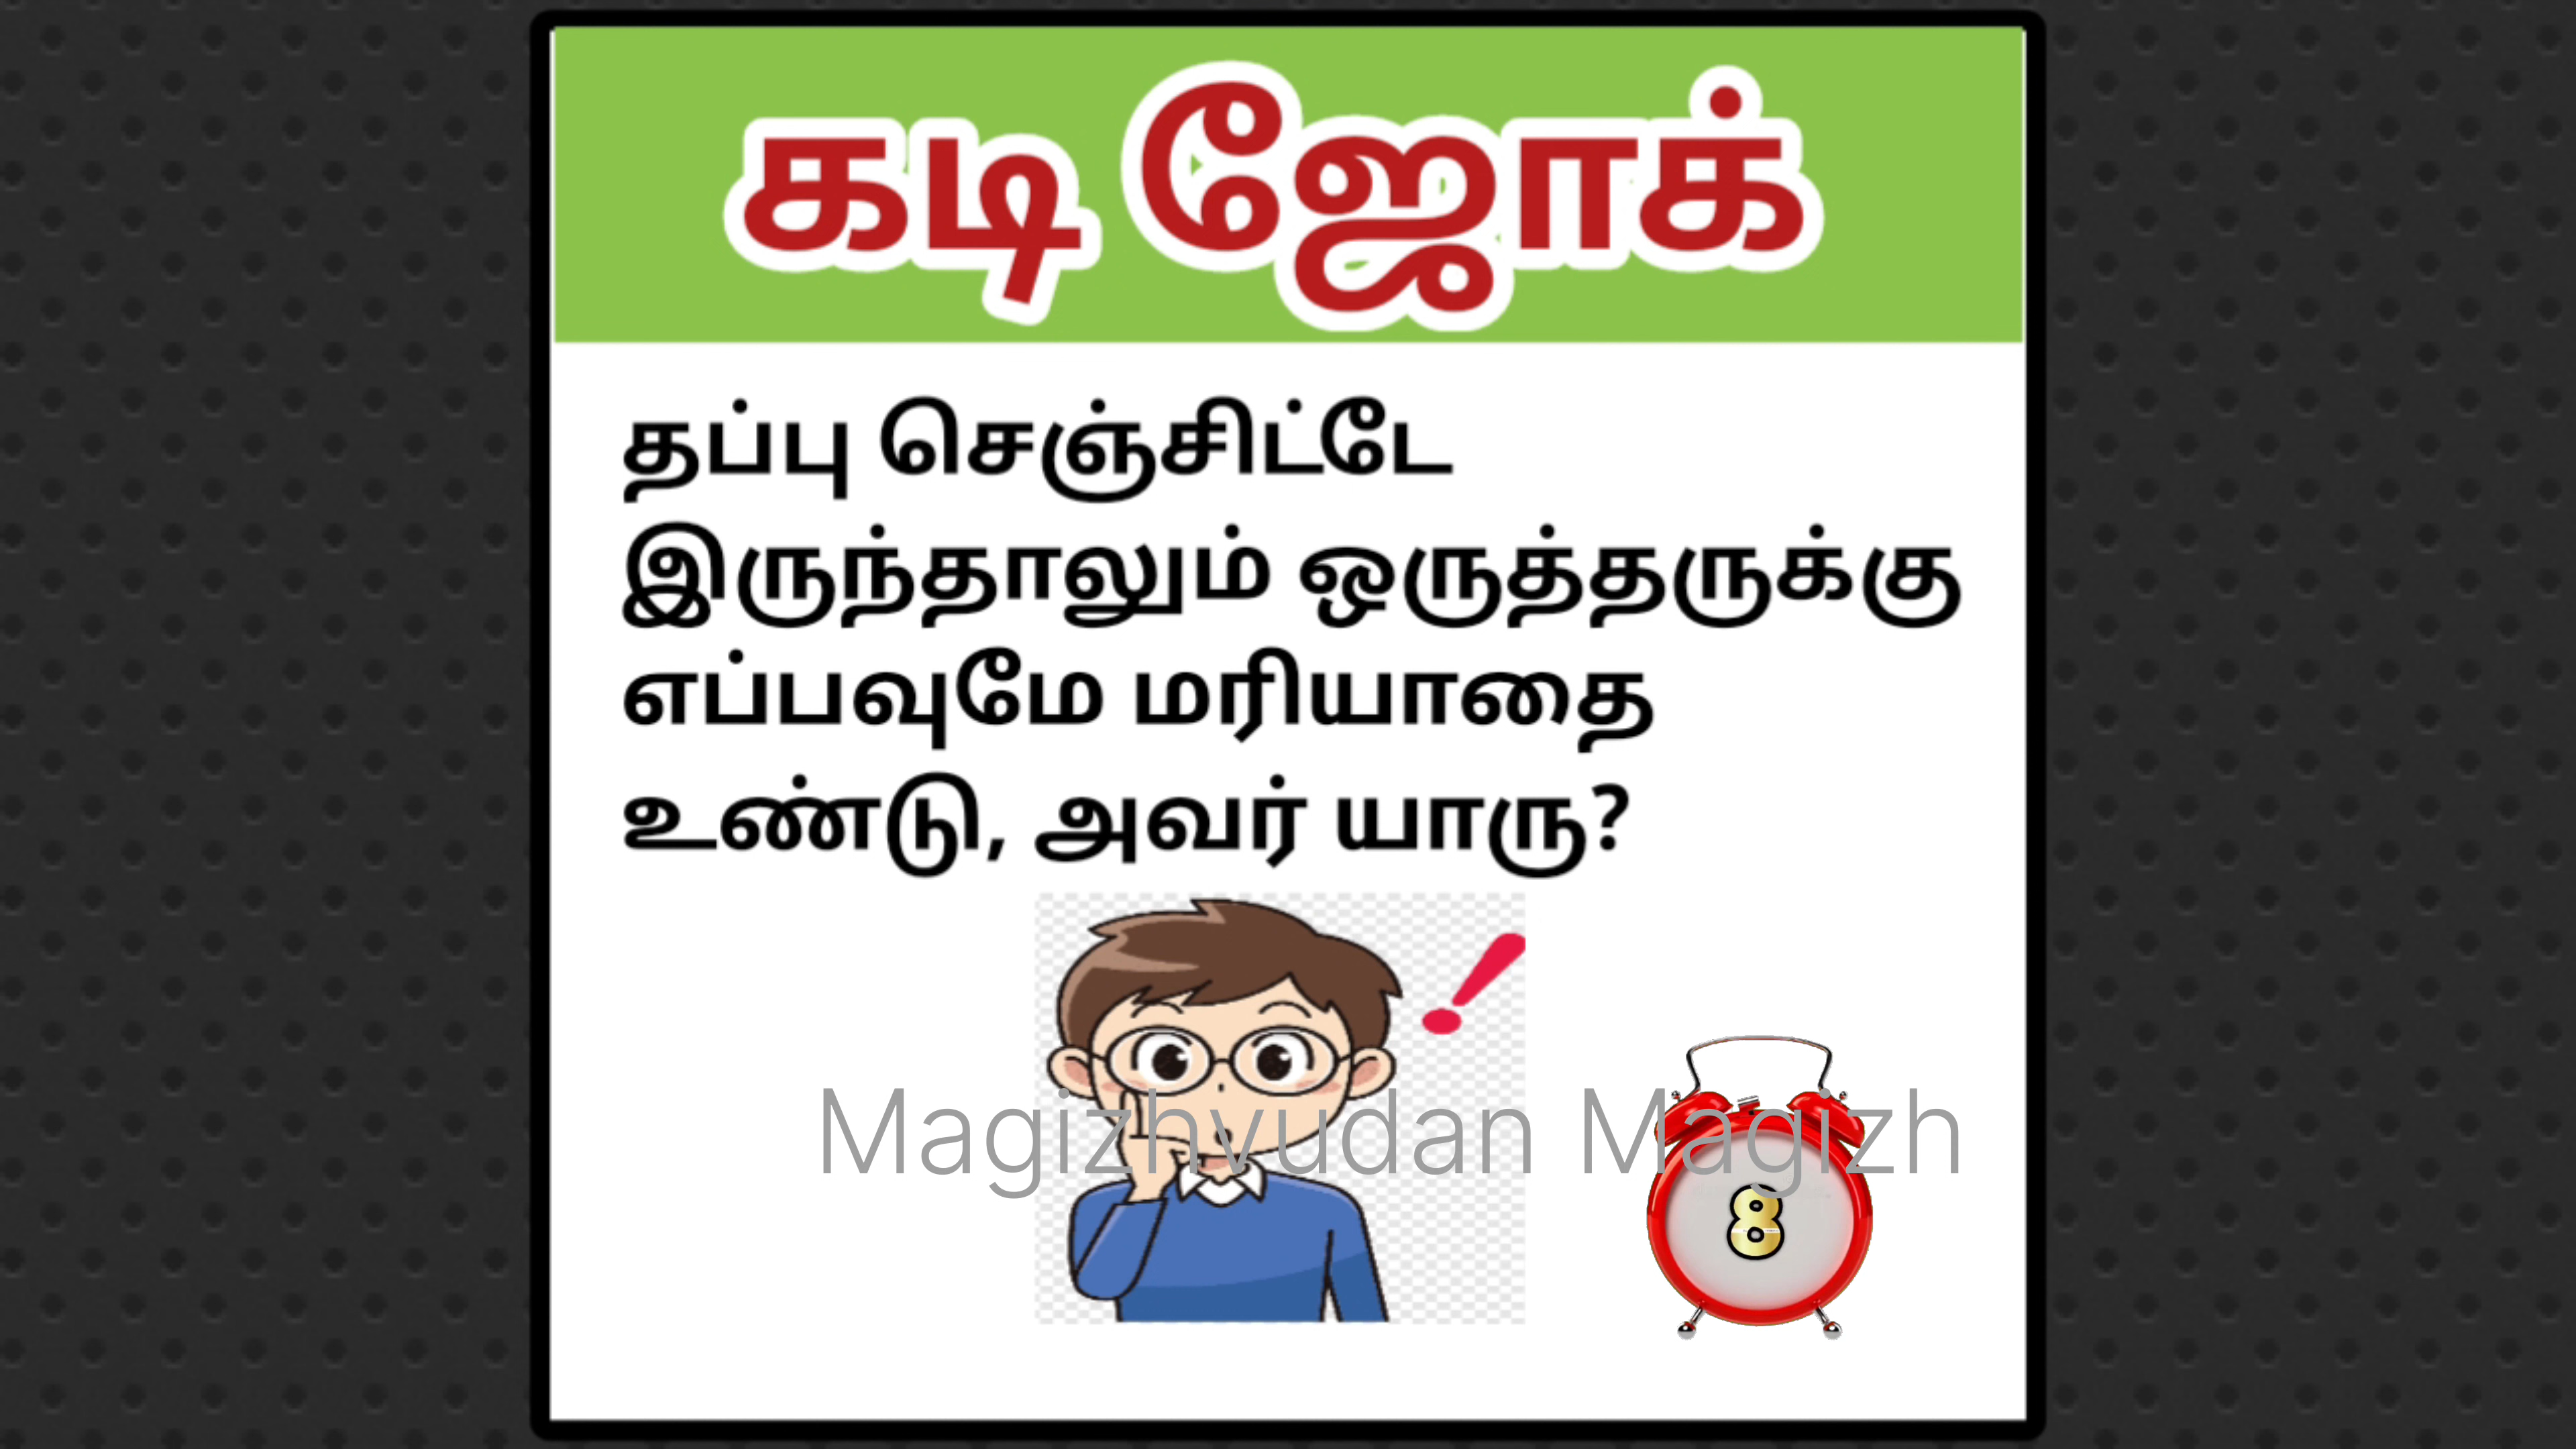 கடி ஜோக்
தப்பு செஞ்சிட்டே
இருந்தாலும் ஒருத்தருக்கு
எப்பவுமே மரியாதை
உண்டு, அவர் யாரு?
Magizhvudan Magizh
8